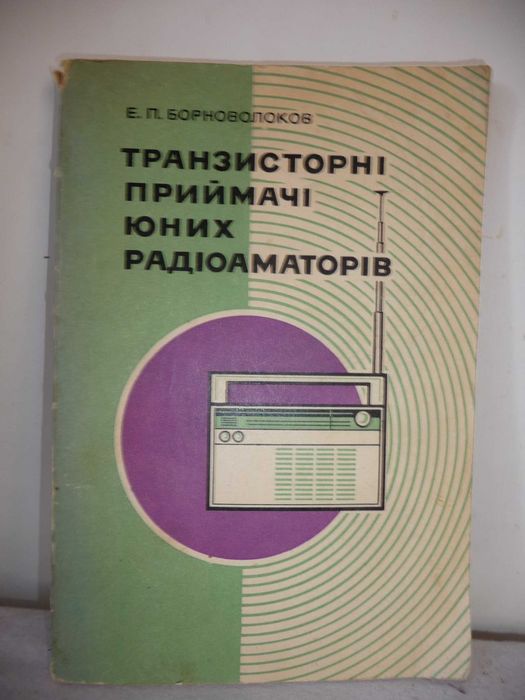 Е. П. БОРНОВОЛОКОВ
ТРАНЗИСТОРНІ
ПРИЙМАЧІ
ЮНИХ
РАДІОАМАТОРІВ